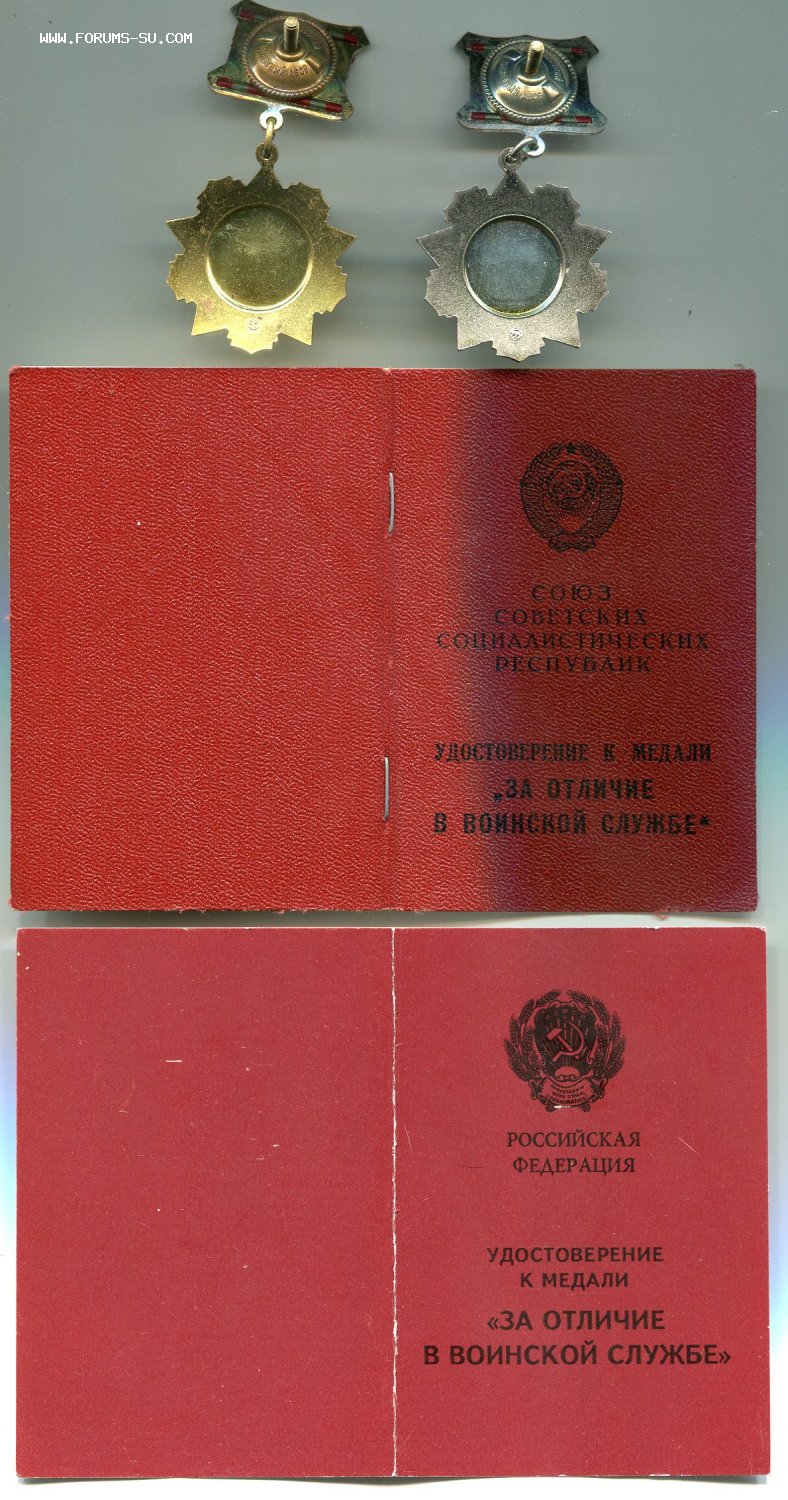 WWW.FORUMS-SU.COM
СОЮЗ
СОВЕТСКИХ
СОЦИАЛИСТИЧЕСКИХ
РЕСПУБЛИК
УДОСТОВЕРЕНИЕ К МЕДАЛИ
„ЗА ОТЛИЧИЕ
В ВОИНСКОЙ СЛУЖБЕ“
РОССИЙСКАЯ
ФЕДЕРАЦИЯ
УДОСТОВЕРЕНИЕ
К МЕДАЛИ
«ЗА ОТЛИЧИЕ
В ВОИНСКОЙ СЛУЖБЕ»